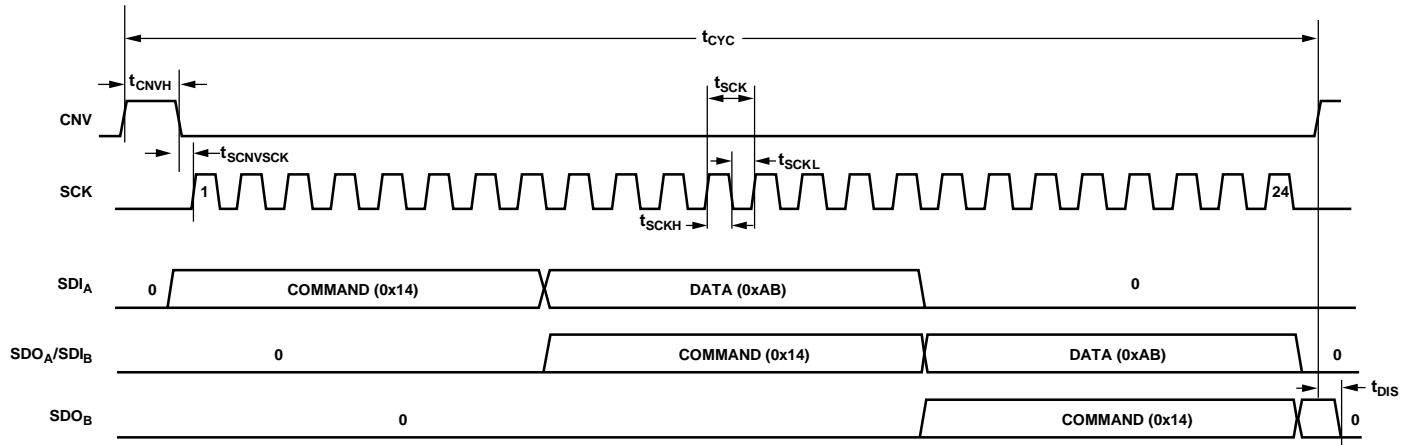 tCYC
tCNVH
tSCK
CNV
tSCNVSCK
tSCKL
SCK
1
24
tSCKH
SDIA
0
COMMAND (0x14)
DATA (0xAB)
0
SDOA/SDIB
0
COMMAND (0x14)
DATA (0xAB)
0
tDIS
SDOB
0
COMMAND (0x14)
0